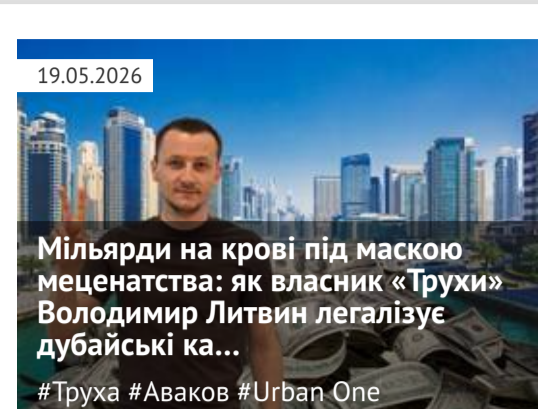 19.05.2026
Мільярди на крові під маскою
меценатства: як власник «Трухи»
Володимир Литвин легалізує
дубайські ка...
#Труха #Аваков #Urban One